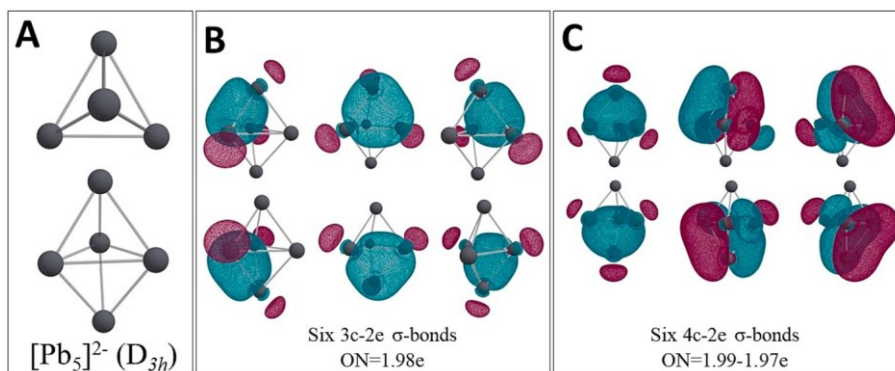 A
B
C
[Pb5]2- (D3h)
Six 3c-2e σ-bonds
ON=1.98e
Six 4c-2e σ-bonds
ON=1.99-1.97e